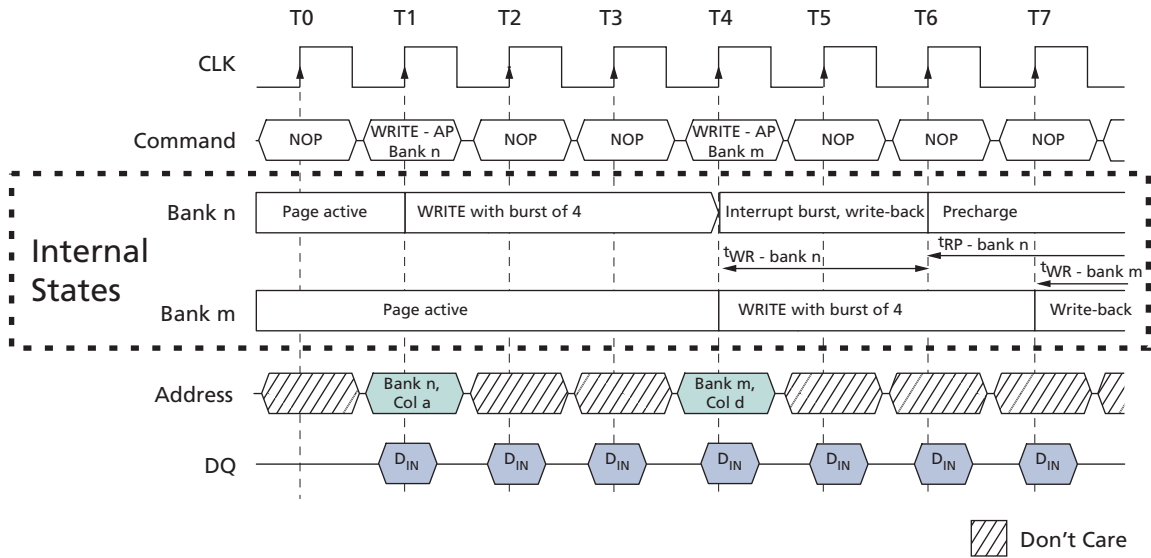 T0 T1 T2 T3 T4 T5 T6 T7
CLK
Command NOP WRITE - AP Bank n NOP NOP WRITE - AP Bank m NOP NOP NOP
Bank n Page active WRITE with burst of 4 Interrupt burst, write-back Precharge
Internal States
tWR - bank n tRP - bank n
tWR - bank m
Bank m Page active WRITE with burst of 4 Write-back
Address Bank n, Col a Bank m, Col d
DQ DIN DIN DIN DIN DIN DIN DIN
Don't Care